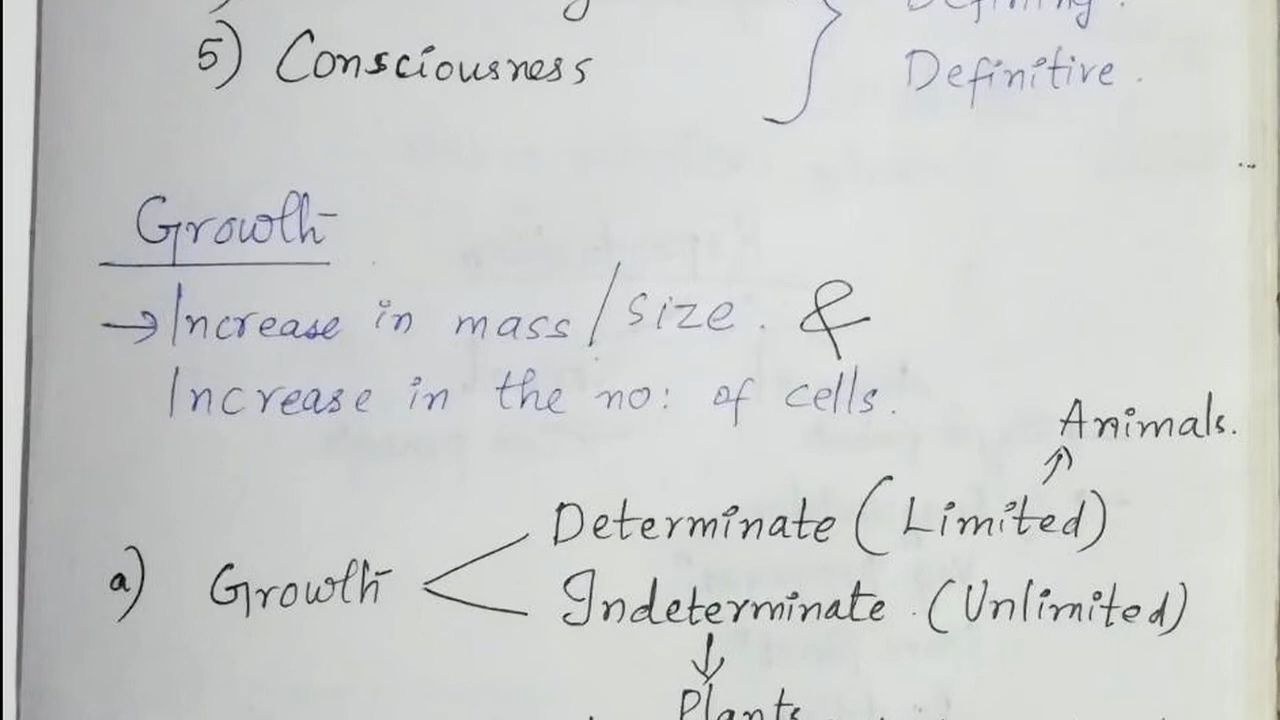 Defining.
5) Consciousness
Definitive.
Growth
→ Increase in mass/size. &
Increase in the no: of cells.
Animals.
↑
Determinate (Limited)
a) Growth
Indeterminate. (Unlimited)
↓
Plants